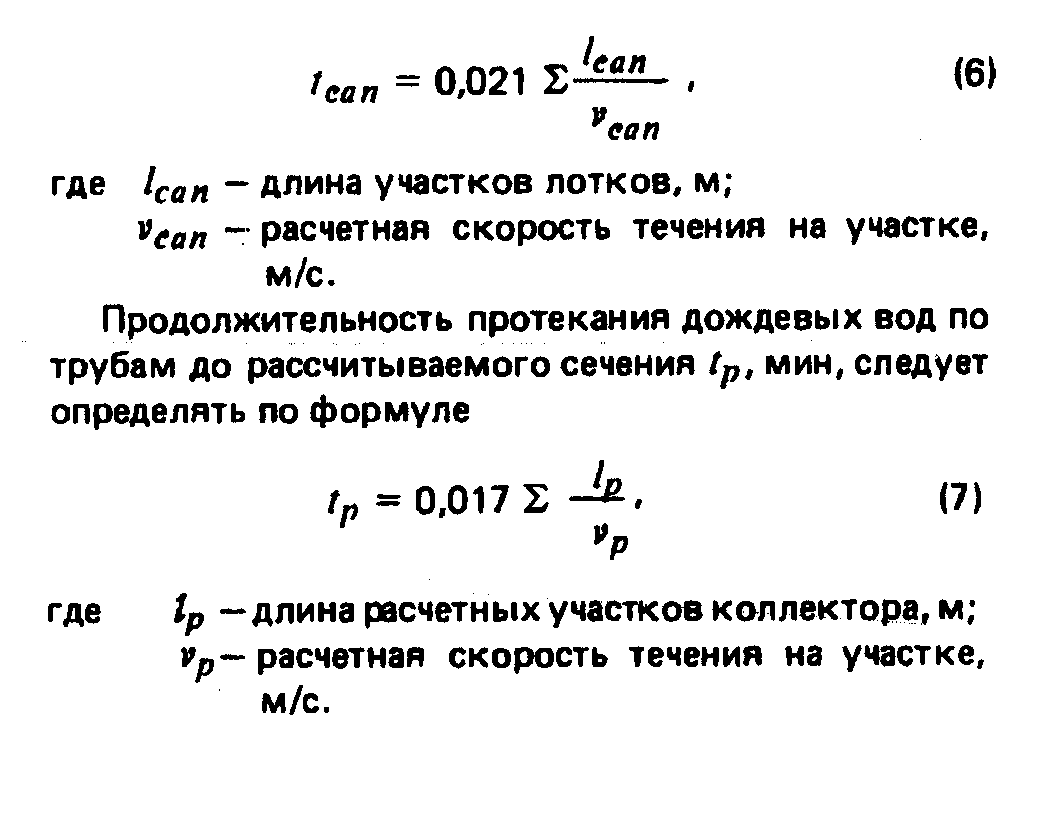 t_can = 0,021 Σ l_can / v_can , (6)
где l_can — длина участков лотков, м;
v_can — расчетная скорость течения на участке,
м/с.
Продолжительность протекания дождевых вод по
трубам до рассчитываемого сечения t_p, мин, следует
определять по формуле
t_p = 0,017 Σ l_p / v_p , (7)
где l_p — длина расчетных участков коллектора, м;
v_p — расчетная скорость течения на участке,
м/с.